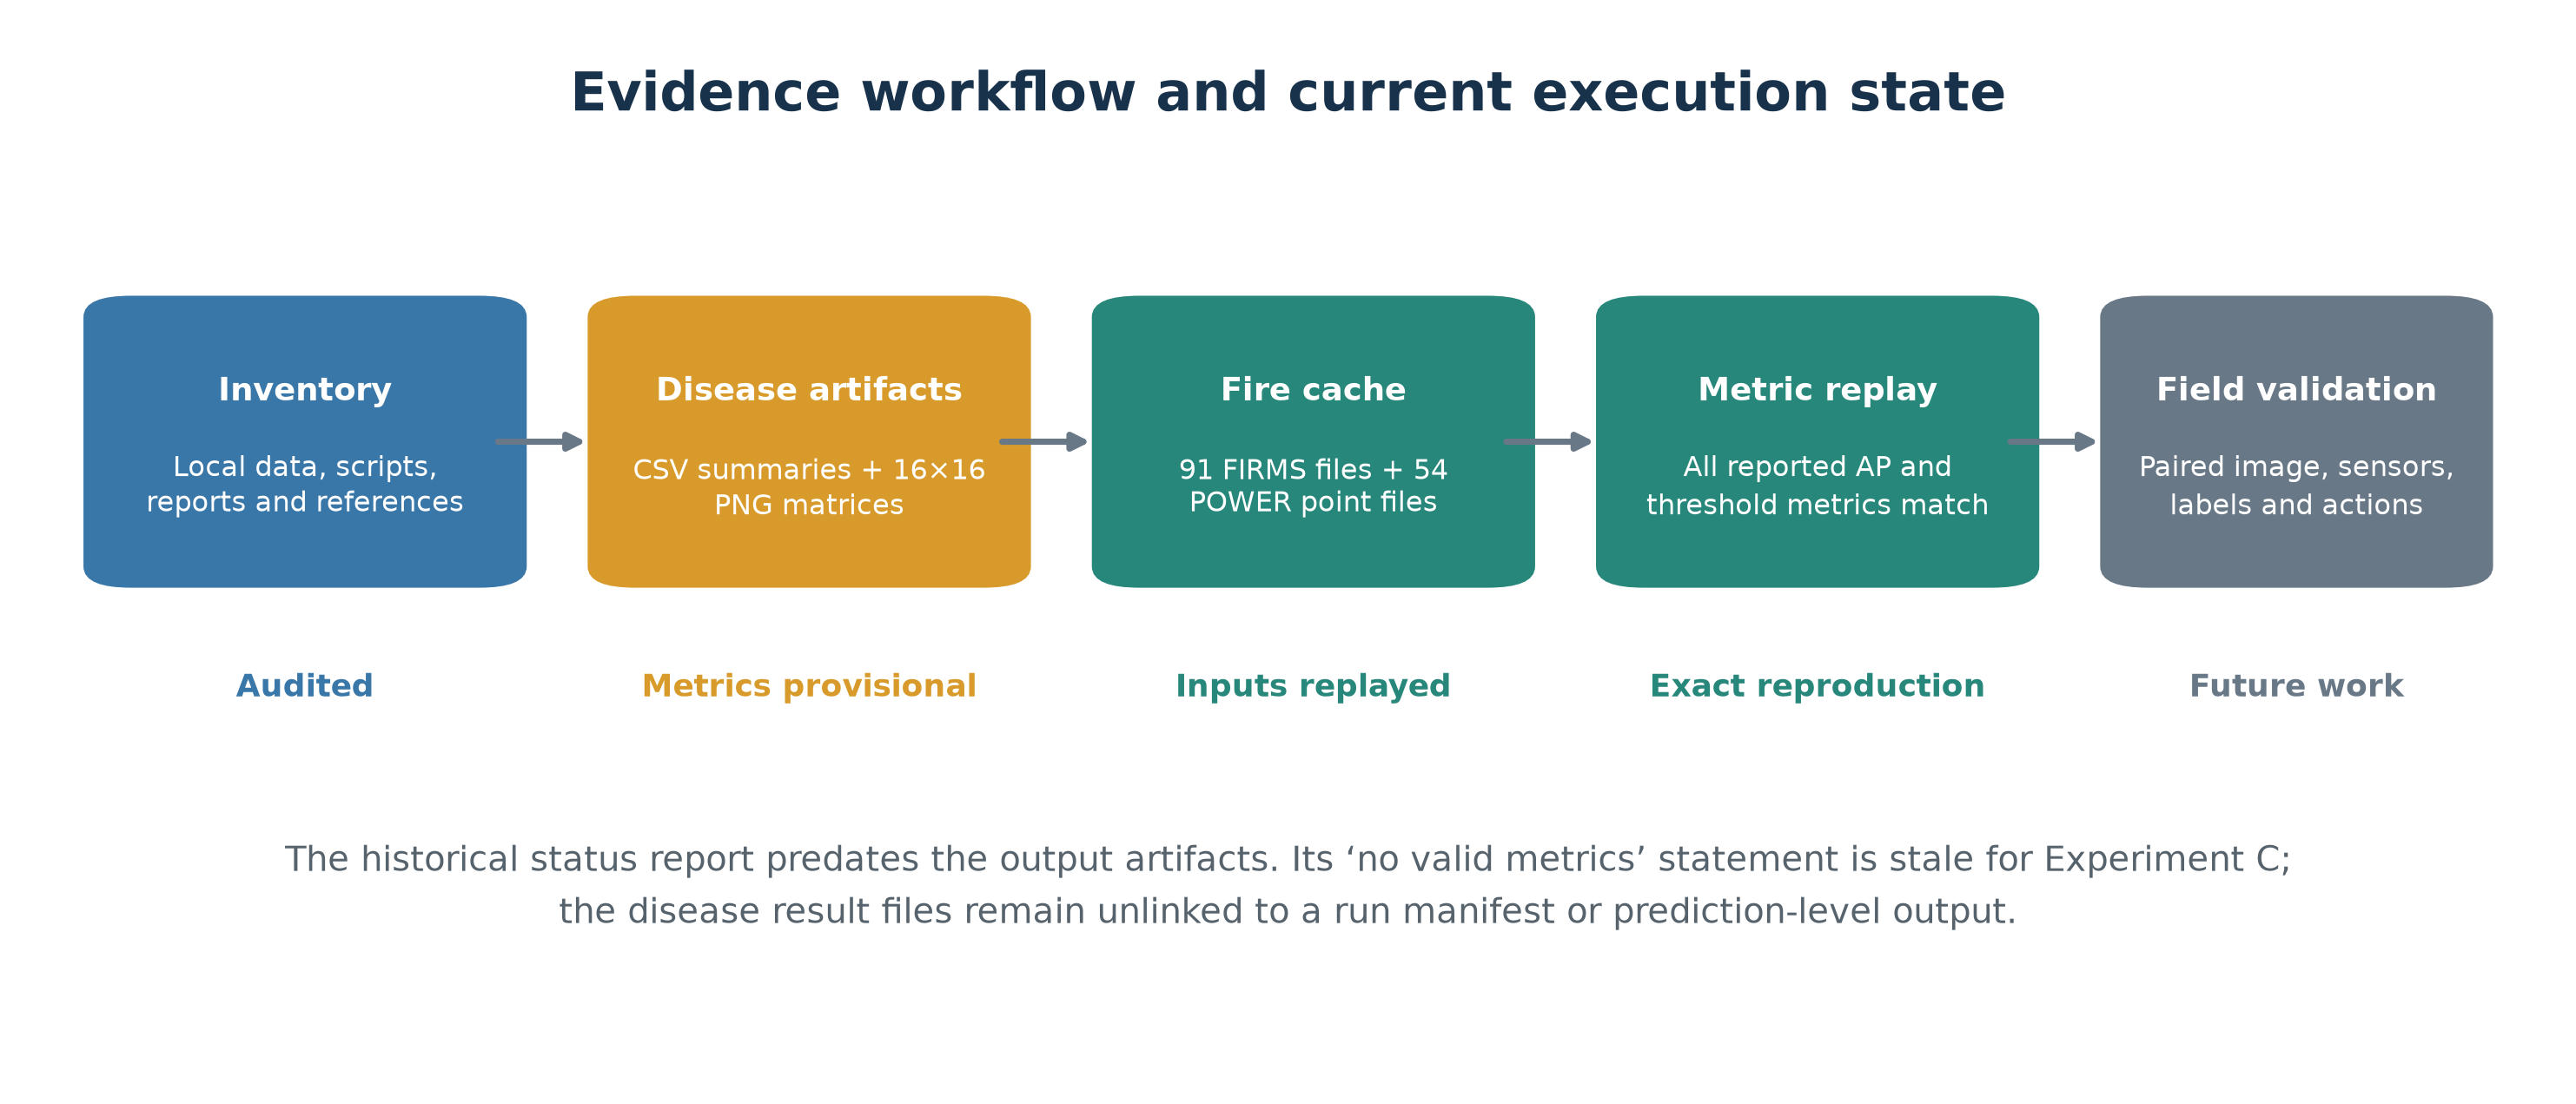 Evidence workflow and current execution state
Inventory
Local data, scripts,
reports and references
Audited
Disease artifacts
CSV summaries + 16×16
PNG matrices
Metrics provisional
Fire cache
91 FIRMS files + 54
POWER point files
Inputs replayed
Metric replay
All reported AP and
threshold metrics match
Exact reproduction
Field validation
Paired image, sensors,
labels and actions
Future work
The historical status report predates the output artifacts. Its ‘no valid metrics’ statement is stale for Experiment C;
the disease result files remain unlinked to a run manifest or prediction-level output.